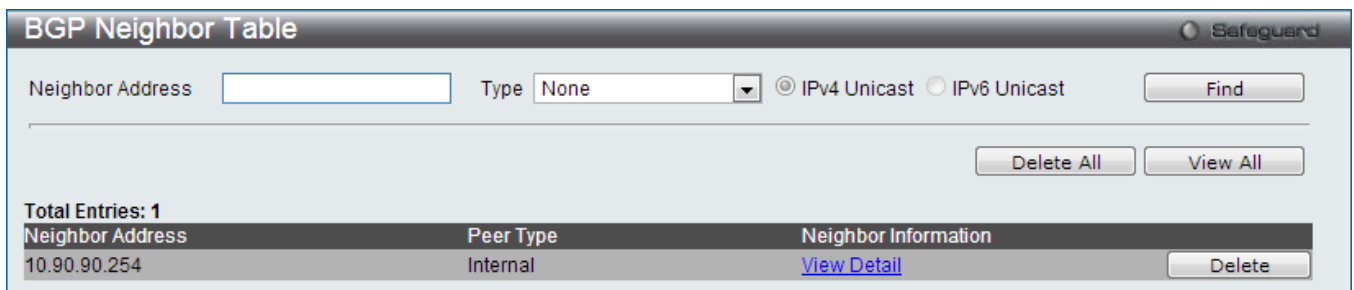 BGP Neighbor Table
Safeguard
Neighbor Address Type None IPv4 Unicast IPv6 Unicast Find
Delete All View All
Total Entries: 1
Neighbor Address Peer Type Neighbor Information
10.90.90.254 Internal View Detail Delete